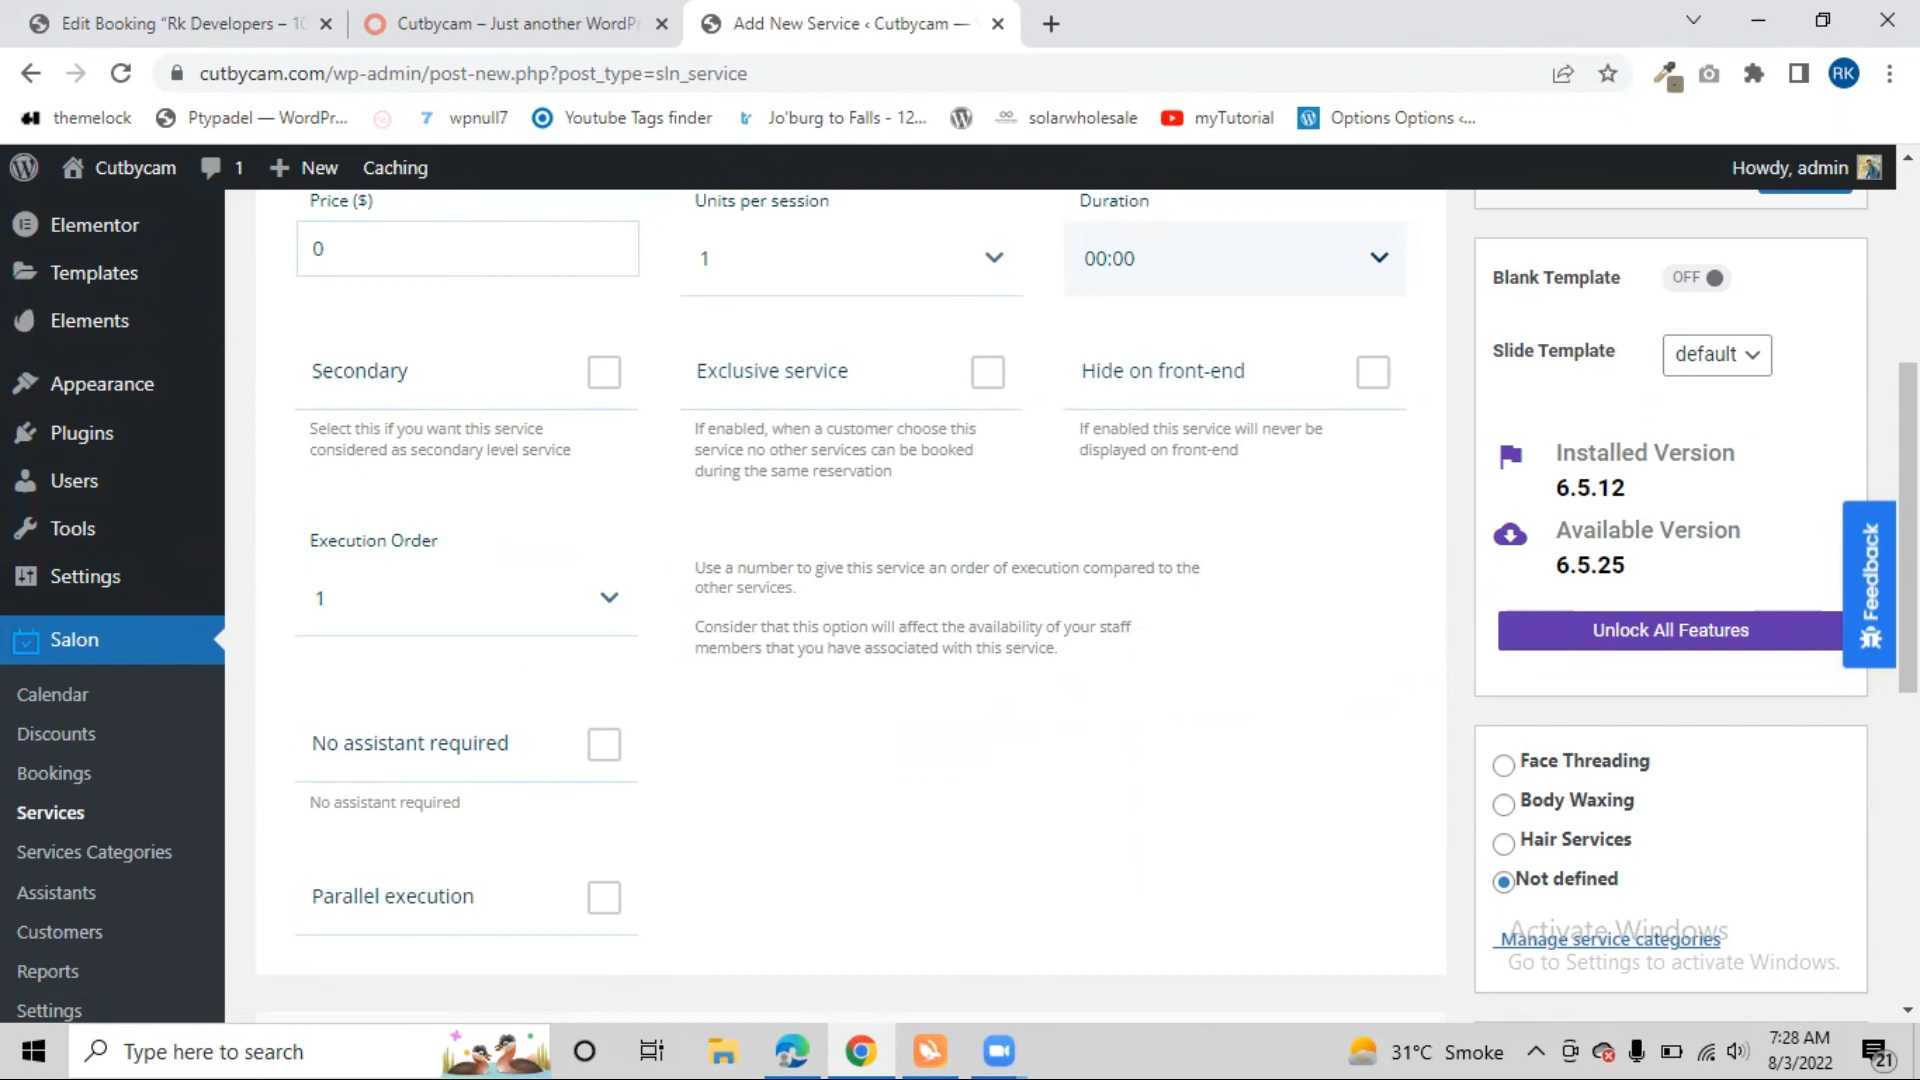 Edit Booking “Rk Developers – 10
Cutbycam – Just another WordPr
Add New Service ‹ Cutbycam —
cutbycam.com/wp-admin/post-new.php?post_type=sln_service
RK
themelock
Ptypadel — WordPr...
wpnull7
Youtube Tags finder
Jo'burg to Falls - 12...
solarwholesale
myTutorial
Options Options ‹...
Cutbycam
1
New
Caching
Howdy, admin
Elementor
Templates
Elements
Appearance
Plugins
Users
Tools
Settings
Salon
Calendar
Discounts
Bookings
Services
Services Categories
Assistants
Customers
Reports
Settings
Price ($)
Units per session
Duration
0
1
00:00
Secondary
Exclusive service
Hide on front-end
Select this if you want this service
considered as secondary level service
If enabled, when a customer choose this
service no other services can be booked
during the same reservation
If enabled this service will never be
displayed on front-end
Execution Order
1
Use a number to give this service an order of execution compared to the
other services.
Consider that this option will affect the availability of your staff
members that you have associated with this service.
No assistant required
No assistant required
Parallel execution
Blank Template
OFF
Slide Template
default
Installed Version
6.5.12
Available Version
6.5.25
Unlock All Features
Feedback
Face Threading
Body Waxing
Hair Services
Not defined
Manage service categories
Activate Windows
Go to Settings to activate Windows.
Type here to search
31°C Smoke
7:28 AM
8/3/2022
21